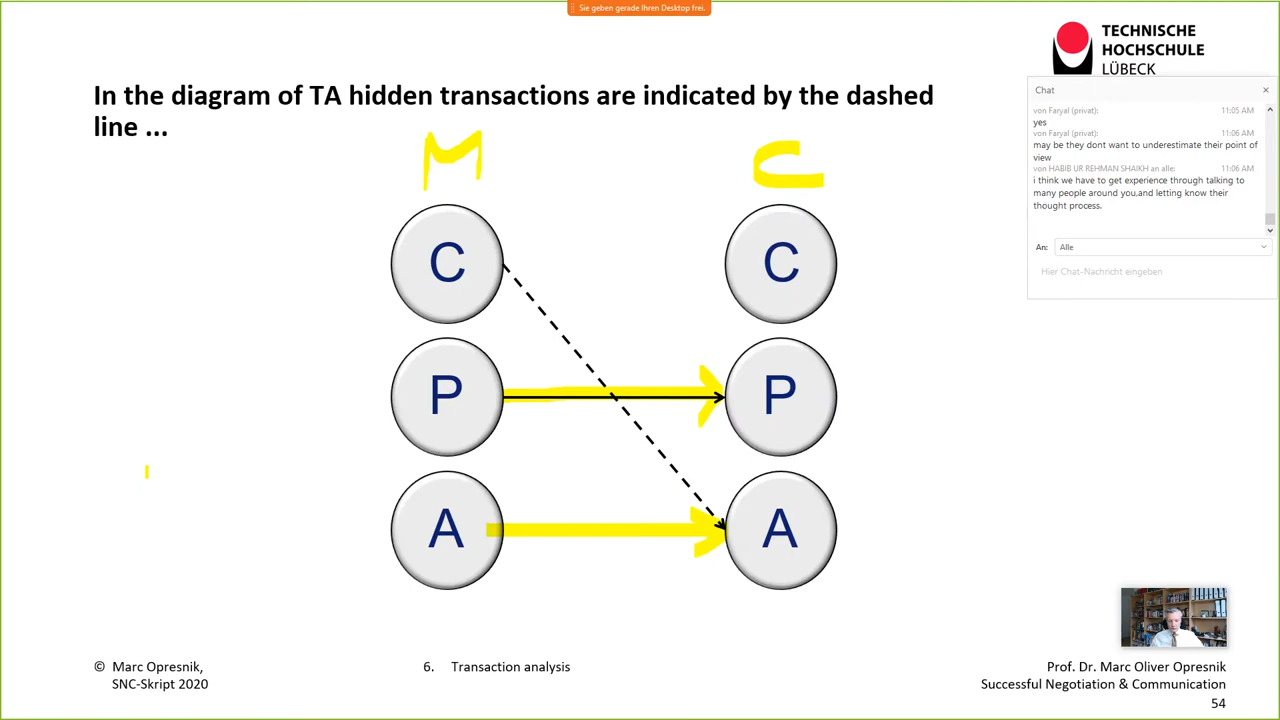 Sie geben gerade Ihren Desktop frei.
TECHNISCHE
HOCHSCHULE
LÜBECK
In the diagram of TA hidden transactions are indicated by the dashed
line ...
Chat
von Faryal (privat): 11:05 AM
yes
von Faryal (privat): 11:06 AM
may be they dont want to underestimate their point of
view
von HABIB UR REHMAN SHAIKH an alle: 11:06 AM
i think we have to get experience through talking to
many people around you,and letting know their
thought process.
An: Alle
Hier Chat-Nachricht eingeben
M C
C C
P P
A A
© Marc Opresnik,
SNC-Skript 2020
6. Transaction analysis
Prof. Dr. Marc Oliver Opresnik
Successful Negotiation & Communication
54